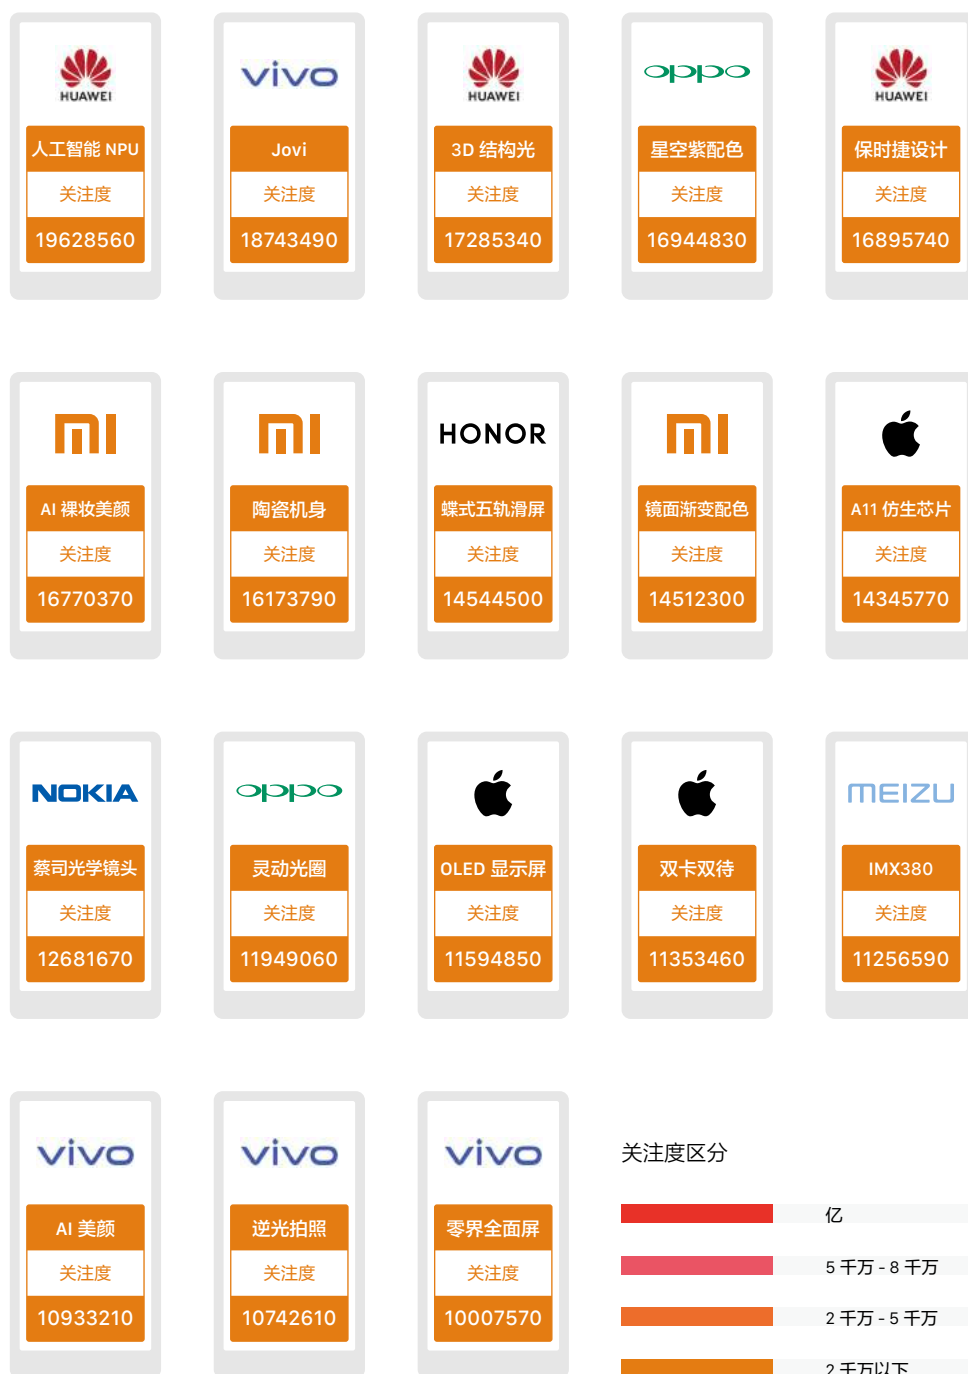 HUAWEI
人工智能 NPU
关注度
19628560
vivo
Jovi
关注度
18743490
HUAWEI
3D 结构光
关注度
17285340
oppo
星空紫配色
关注度
16944830
HUAWEI
保时捷设计
关注度
16895740
MI
AI 裸妆美颜
关注度
16770370
MI
陶瓷机身
关注度
16173790
HONOR
蝶式五轨滑屏
关注度
14544500
MI
镜面渐变配色
关注度
14512300
A11 仿生芯片
关注度
14345770
NOKIA
蔡司光学镜头
关注度
12681670
oppo
灵动光圈
关注度
11949060
OLED 显示屏
关注度
11594850
双卡双待
关注度
11353460
MEIZU
IMX380
关注度
11256590
vivo
AI 美颜
关注度
10933210
vivo
逆光拍照
关注度
10742610
vivo
零界全面屏
关注度
10007570
关注度区分
亿
5 千万 - 8 千万
2 千万 - 5 千万
2 千万以下